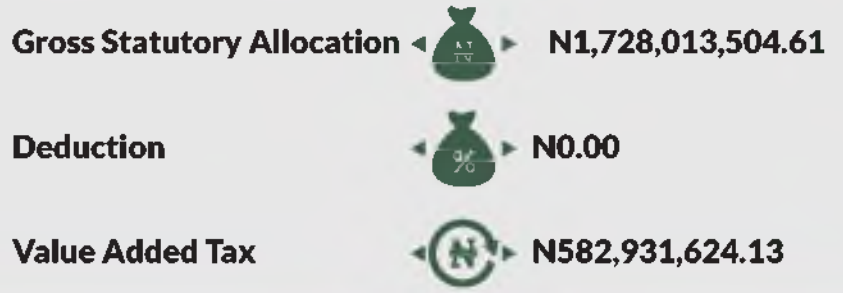 Gross Statutory Allocation N1,728,013,504.61
Deduction % N0.00
Value Added Tax ₦ N582,931,624.13